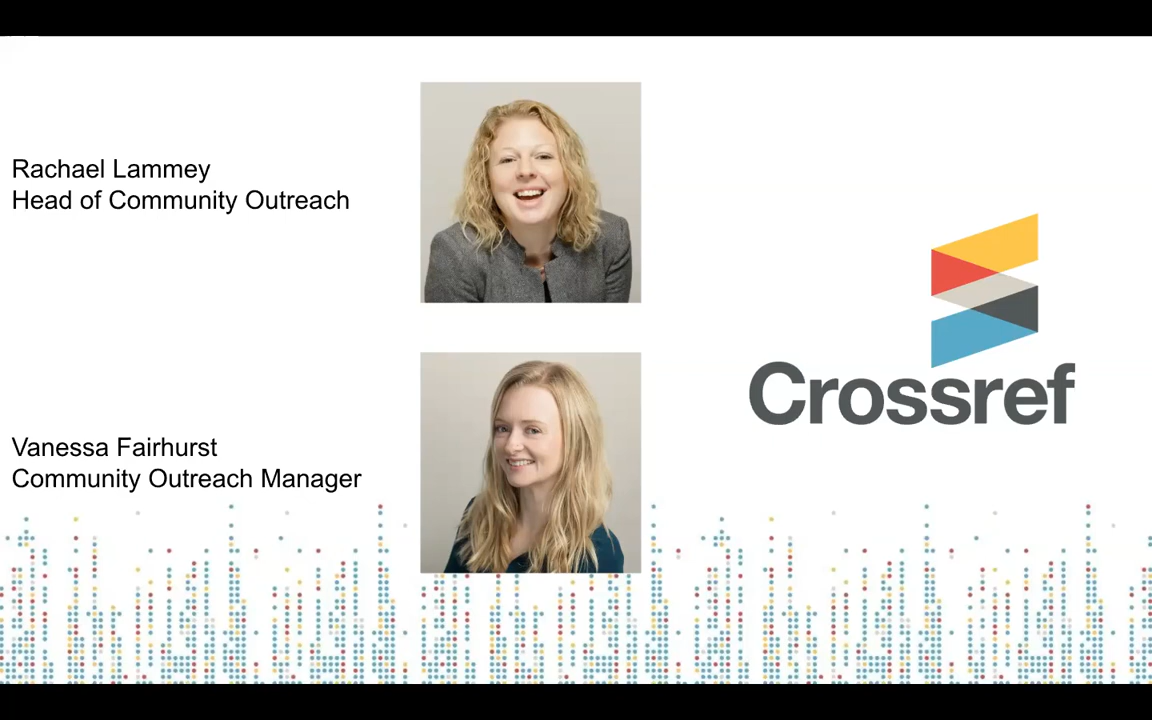 Rachael Lammey
Head of Community Outreach
Vanessa Fairhurst
Community Outreach Manager
Crossref